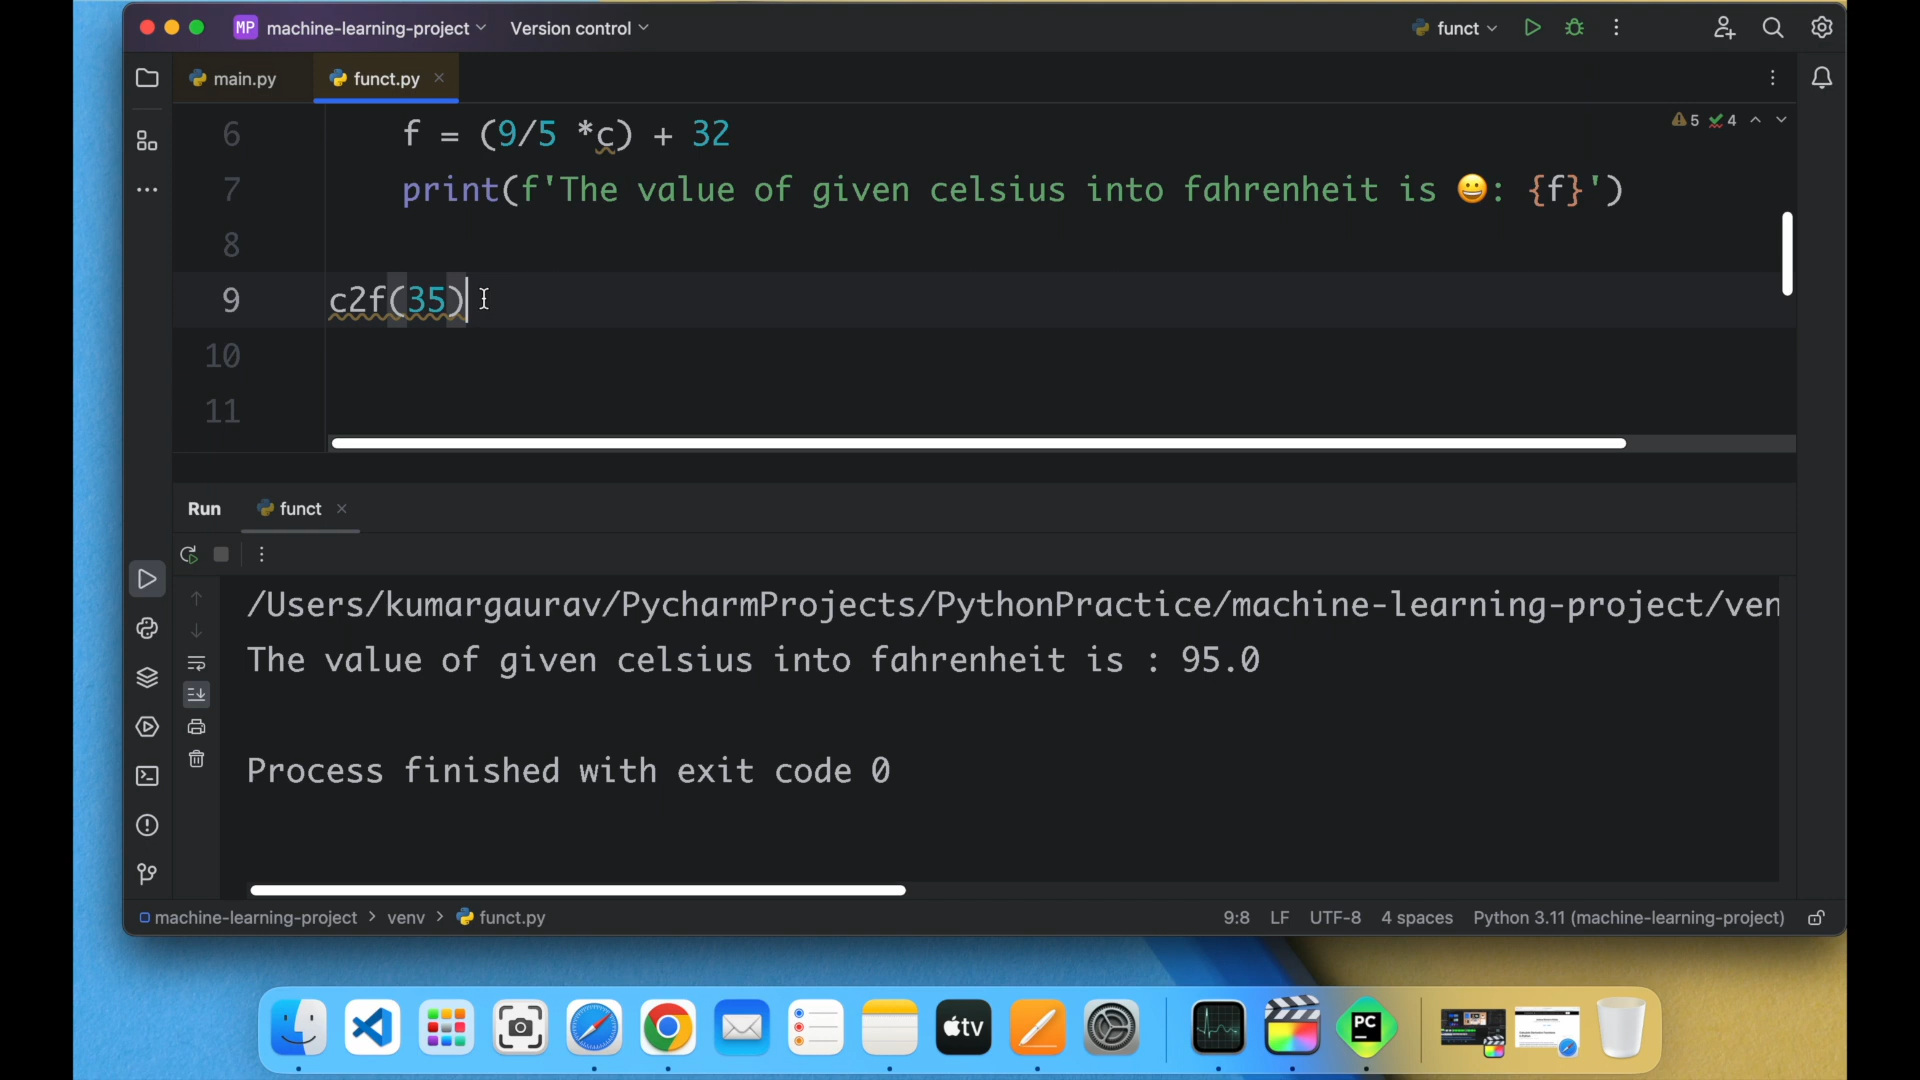 MP machine-learning-project Version control funct
main.py funct.py
6 f = (9/5 *c) + 32 5 4
7 print(f'The value of given celsius into fahrenheit is 😀: {f}')
8
9 c2f(35)
10
11
Run funct
/Users/kumargaurav/PycharmProjects/PythonPractice/machine-learning-project/ven
The value of given celsius into fahrenheit is : 95.0
Process finished with exit code 0
machine-learning-project > venv > funct.py 9:8 LF UTF-8 4 spaces Python 3.11 (machine-learning-project)
tv PC